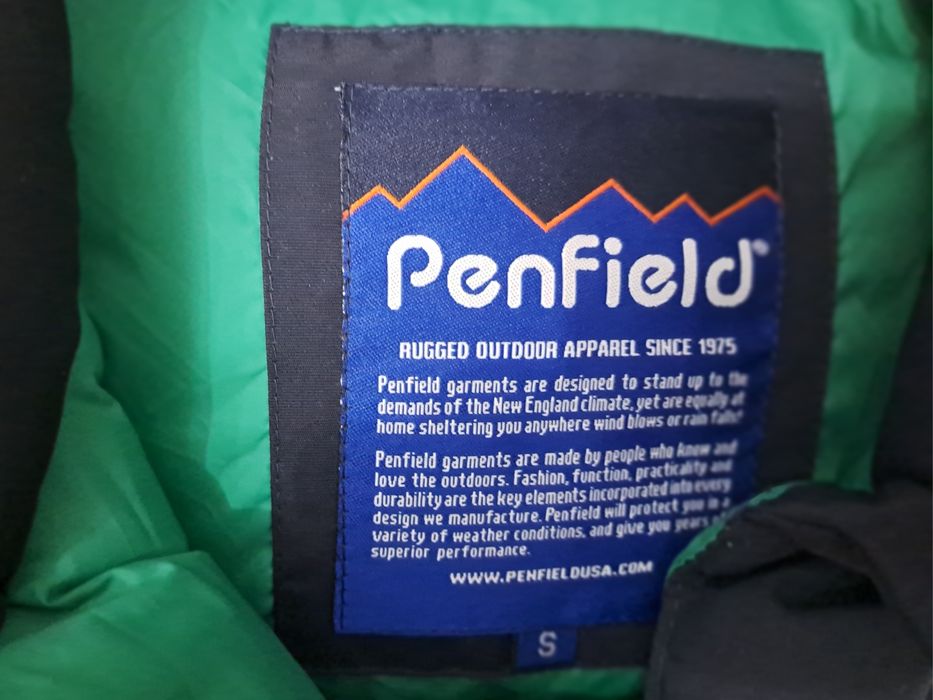 Penfield®
RUGGED OUTDOOR APPAREL SINCE 1975
Penfield garments are designed to stand up to the
demands of the New England climate, yet are equally at
home sheltering you anywhere wind blows or rain falls!
Penfield garments are made by people who know and
love the outdoors. Fashion, function, practicality and
durability are the key elements incorporated into every
design we manufacture. Penfield will protect you in a
variety of weather conditions, and give you years
superior performance.
WWW.PENFIELDUSA.COM
S